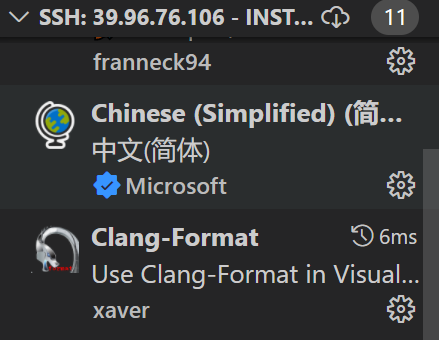 SSH: 39.96.76.106 - INST... 11
franneck94
Chinese (Simplified) (简...
中文(简体)
Microsoft
Clang-Format 6ms
Use Clang-Format in Visual...
xaver